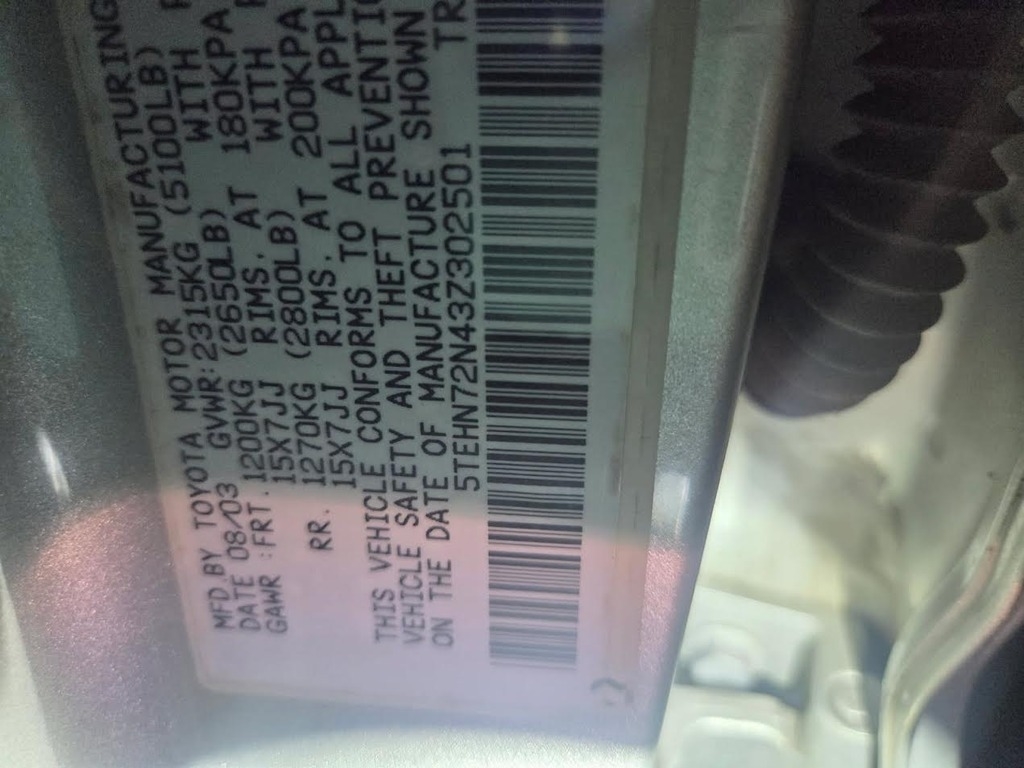 MFD BY TOYOTA MOTOR MANUFACTURING
DATE 08/03 GVWR:2315KG (5100LB)
GAWR :FRT.1200KG (2650LB) WITH
15X7JJ RIMS. AT 180KPA
RR. 1270KG (2800LB) WITH
15X7JJ RIMS. AT 200KPA
THIS VEHICLE CONFORMS TO ALL APPL
VEHICLE SAFETY AND THEFT PREVENTIO
ON THE DATE OF MANUFACTURE SHOWN
5TEHN72N43Z302501 TR